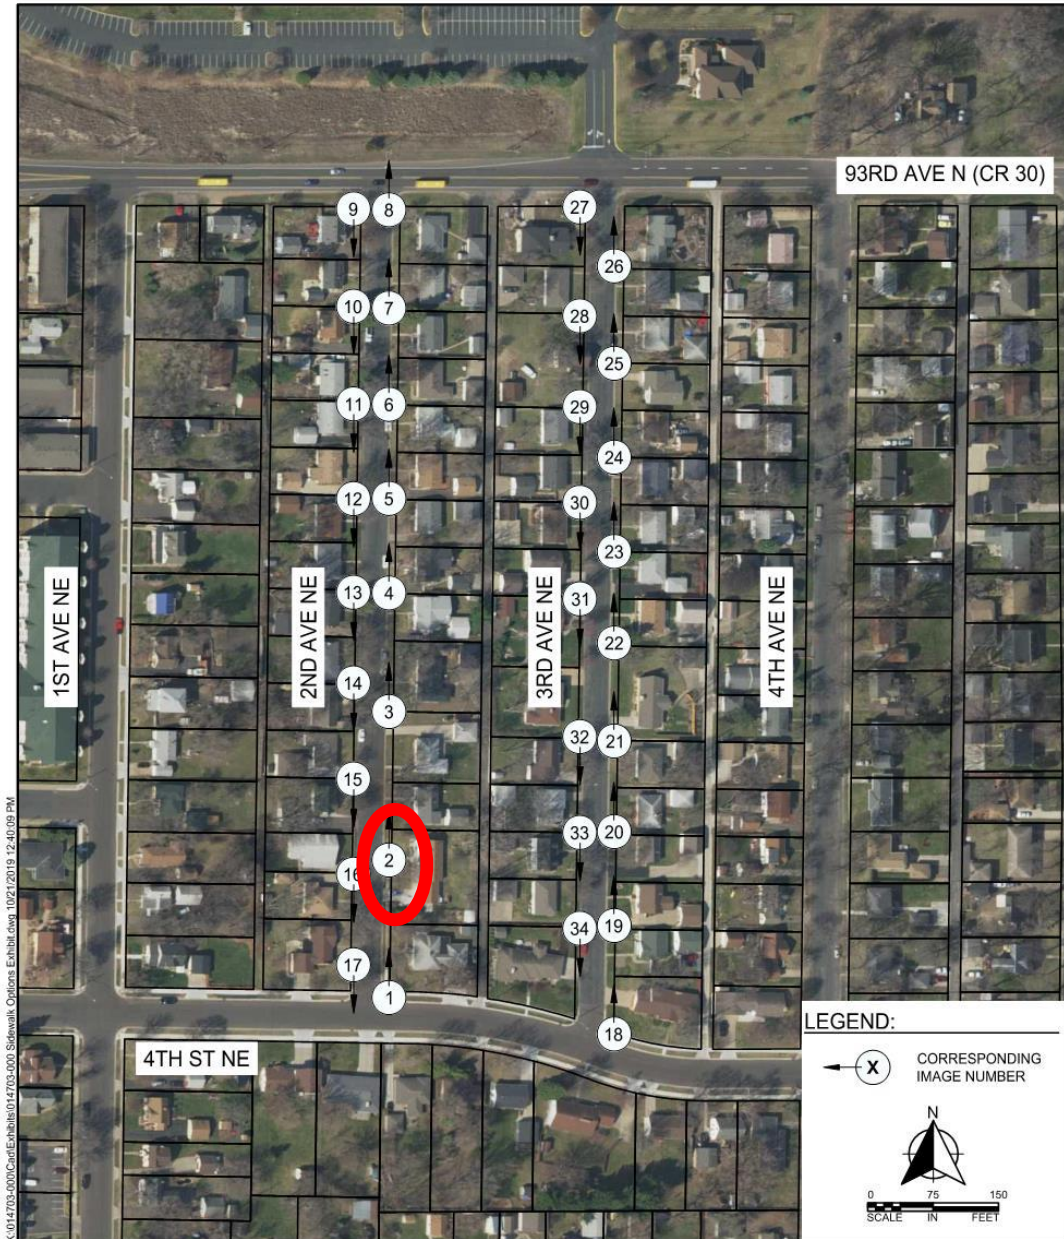 93RD AVE N (CR 30)
9
8
27
26
10
7
28
25
11
6
29
24
12
5
30
23
13
4
31
22
14
3
32
21
15
2
33
20
16
34
19
17
1
18
1ST AVE NE
2ND AVE NE
3RD AVE NE
4TH AVE NE
4TH ST NE
LEGEND:
X
CORRESPONDING
IMAGE NUMBER
N
0 75 150
SCALE IN FEET
K:\014703-000\Cad\Exhibits\014703-000 Sidewalk Options Exhibit.dwg 10/21/2019 12:40:09 PM